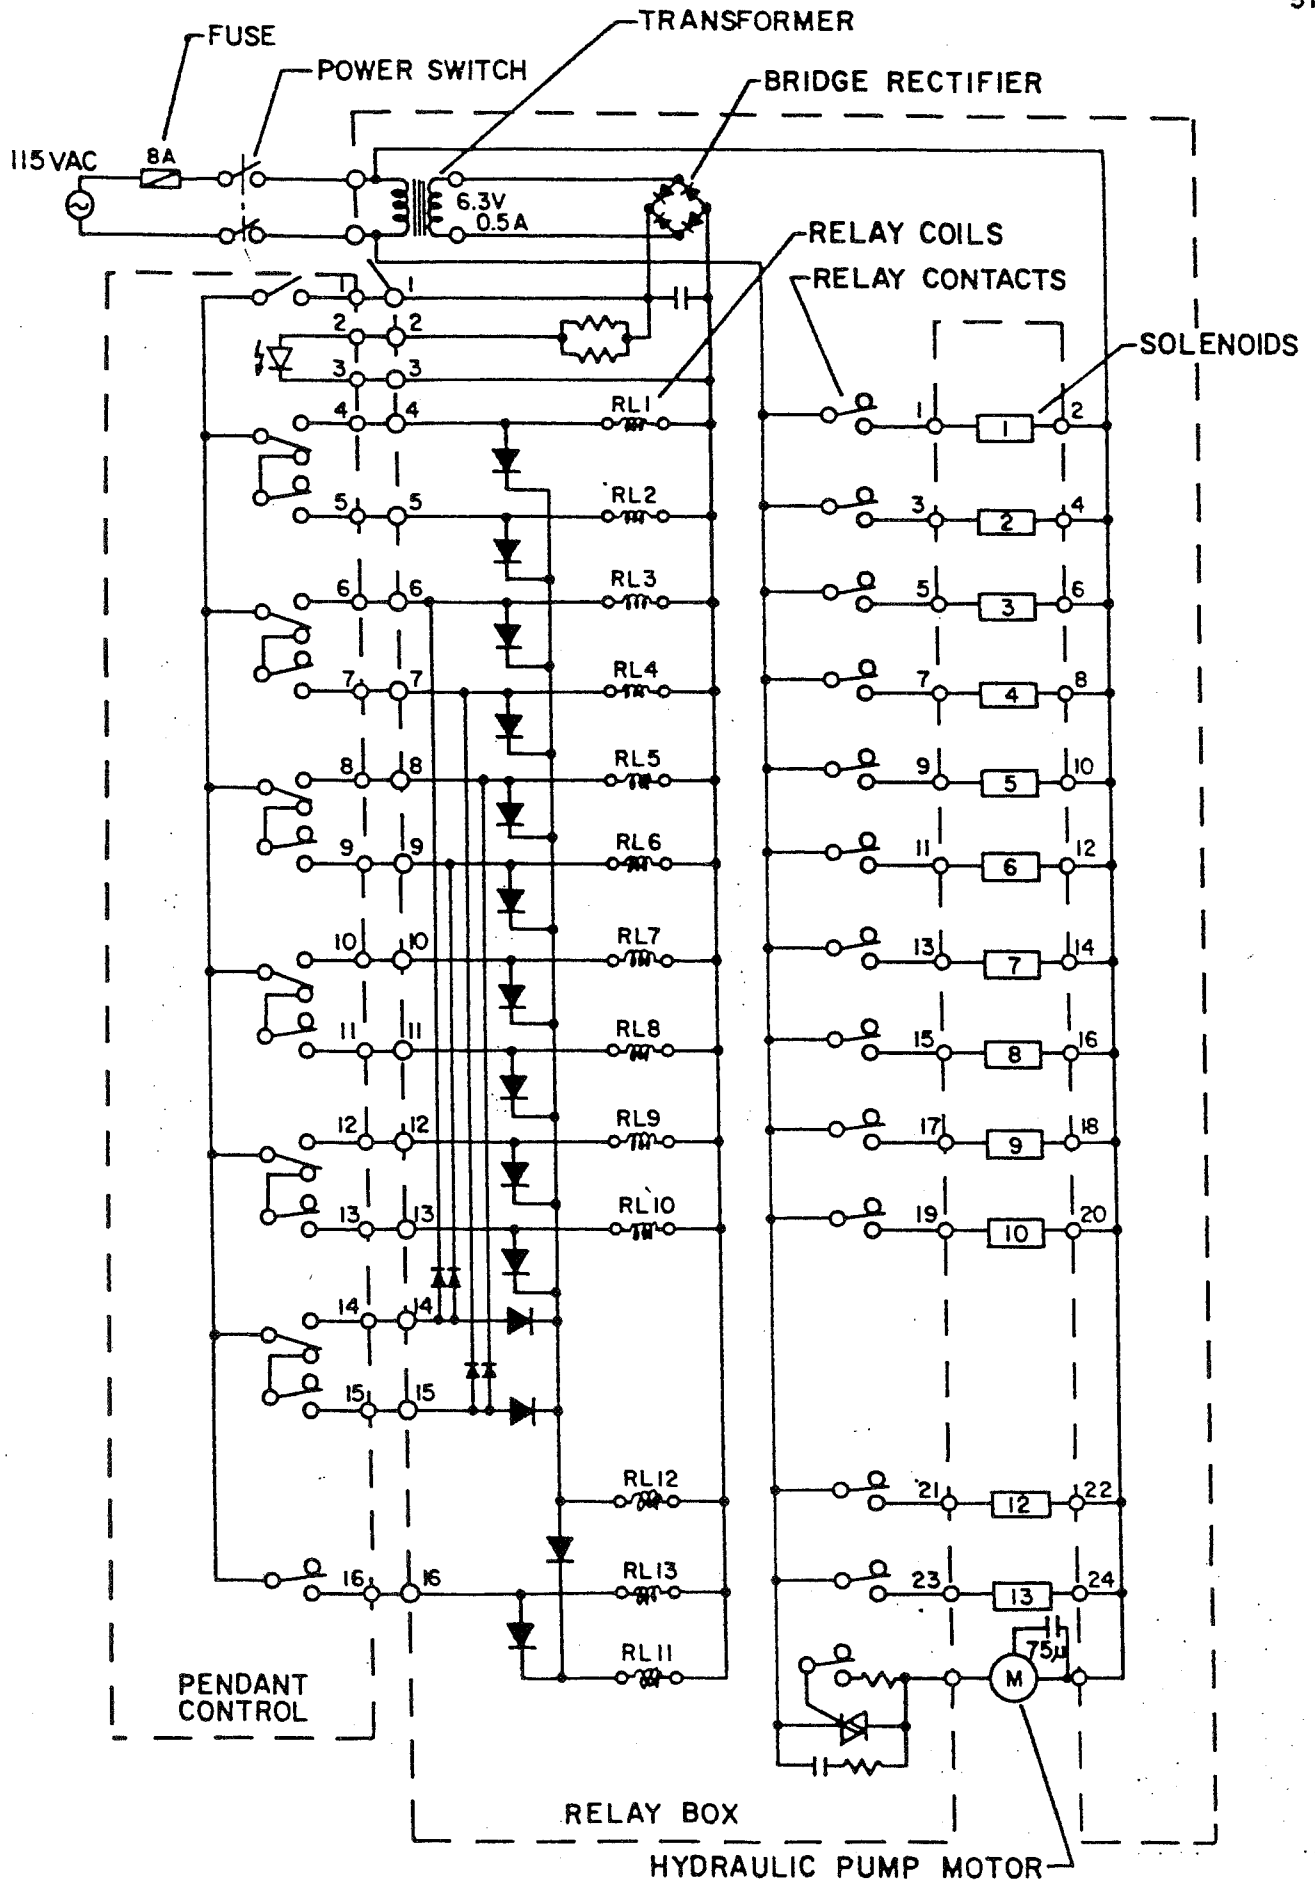 TRANSFORMER
FUSE
POWER SWITCH
BRIDGE RECTIFIER
115 VAC
8A
6.3V
0.5A
RELAY COILS
RELAY CONTACTS
SOLENOIDS
1 1
2 2
3 3
4 4 RL1 1 1 2
5 5 RL2 3 2 4
6 6 RL3 5 3 6
7 7 RL4 7 4 8
8 8 RL5 9 5 10
9 9 RL6 11 6 12
10 10 RL7 13 7 14
11 11 RL8 15 8 16
12 12 RL9 17 9 18
13 13 RL10 19 10 20
14 14
15 15
RL12 21 12 22
16 16 RL13 23 13 24
75µ
RL11 M
PENDANT
CONTROL
RELAY BOX
HYDRAULIC PUMP MOTOR